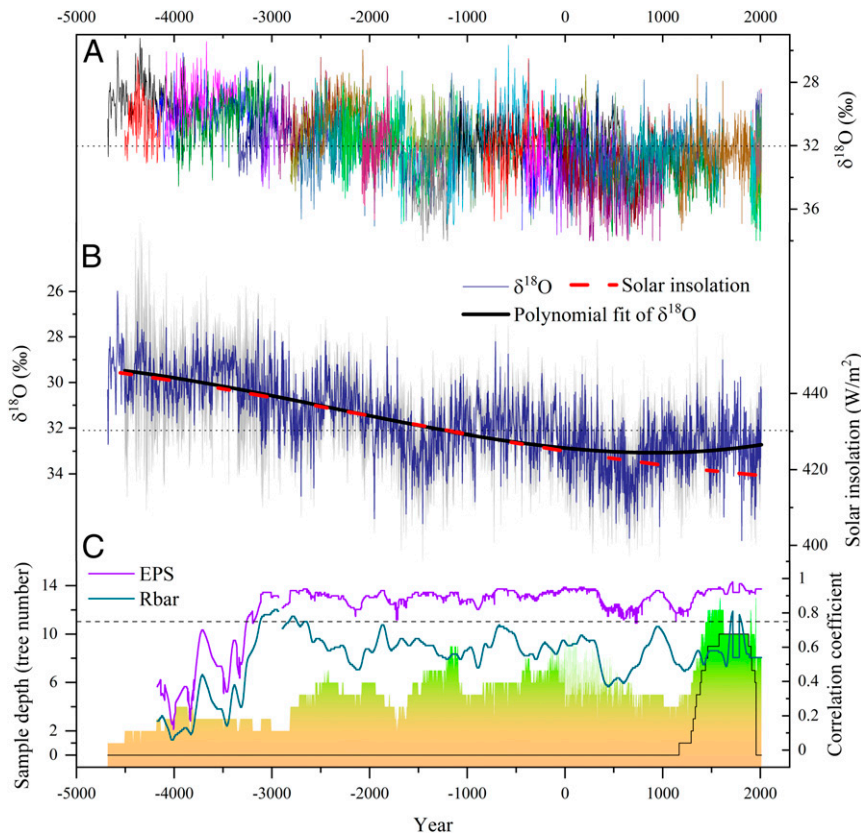 -5000 -4000 -3000 -2000 -1000 0 1000 2000
A
28
32
36
δ18O (‰)
B
δ18O Solar insolation
Polynomial fit of δ18O
26
28
30
32
34
δ18O (‰)
440
420
400
Solar insolation (W/m2)
C
EPS
Rbar
14
10
6
2
0
Sample depth (tree number)
1
0.8
0.6
0.4
0.2
0
Correlation coefficient
-5000 -4000 -3000 -2000 -1000 0 1000 2000
Year